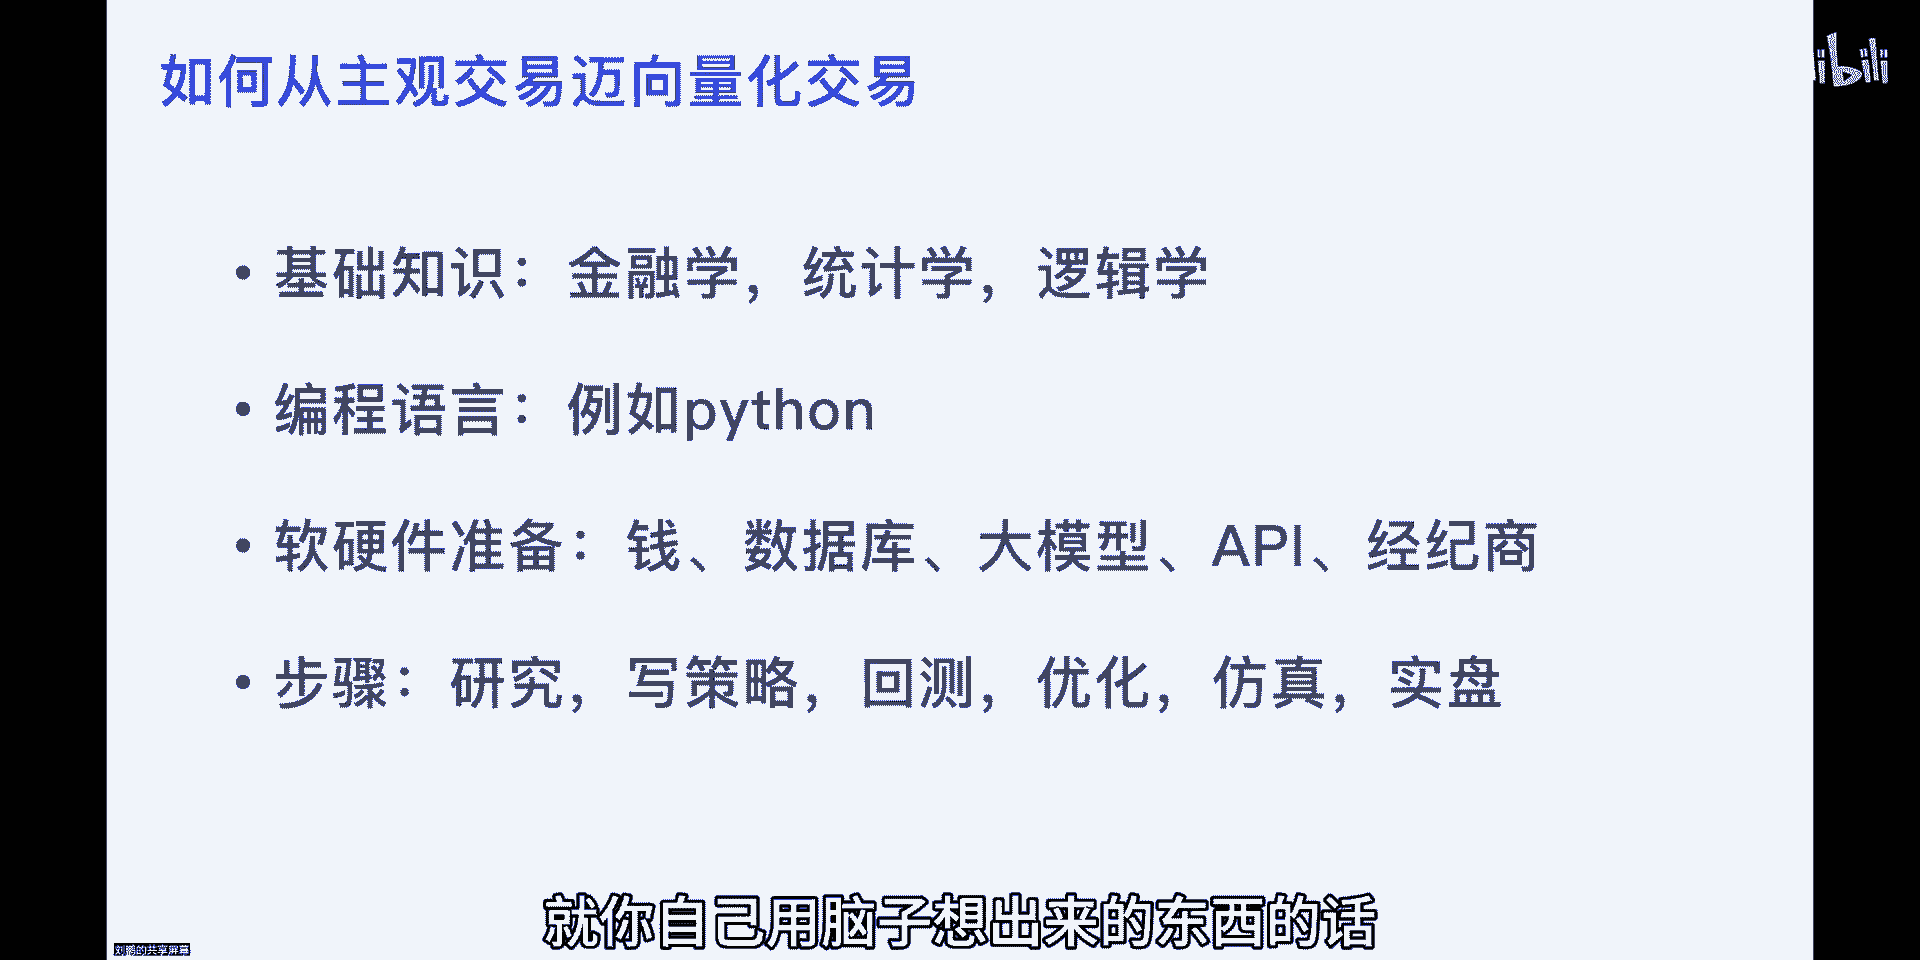 如何从主观交易迈向量化交易
bili
• 基础知识：金融学，统计学，逻辑学
• 编程语言：例如python
• 软硬件准备：钱、数据库、大模型、API、经纪商
• 步骤：研究，写策略，回测，优化，仿真，实盘
就你自己用脑子想出来的东西的话
的共享屏幕